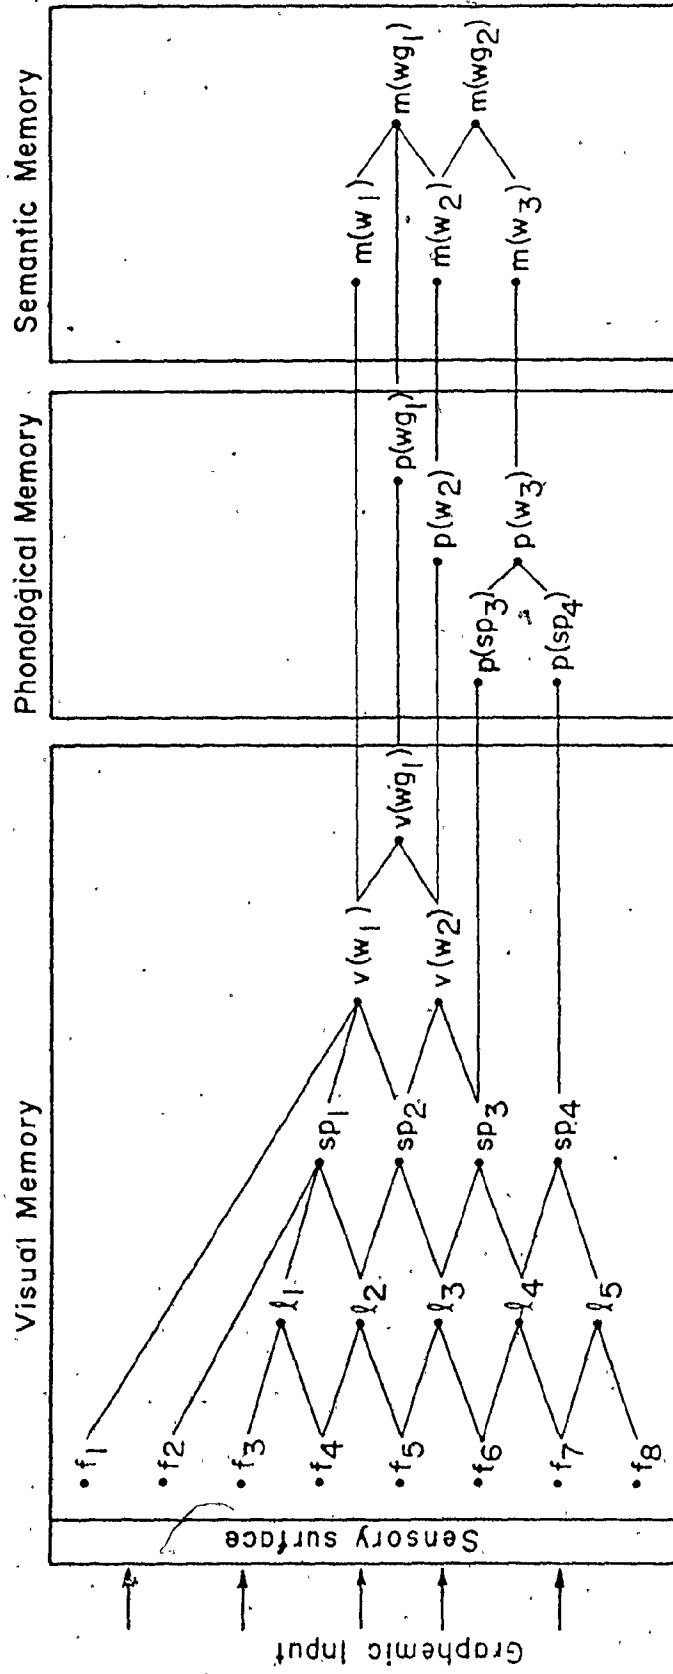 Visual Memory
Phonological Memory
Semantic Memory
Graphemic Input
Sensory surface
f1
f2
f3
f4
f5
f6
f7
f8
ℓ1
ℓ2
ℓ3
ℓ4
ℓ5
sp1
sp2
sp3
sp4
v(w1)
v(w2)
v(wg1)
p(sp3)
p(sp4)
p(w2)
p(w3)
p(wg1)
m(w1)
m(w2)
m(w3)
m(wg1)
m(wg2)